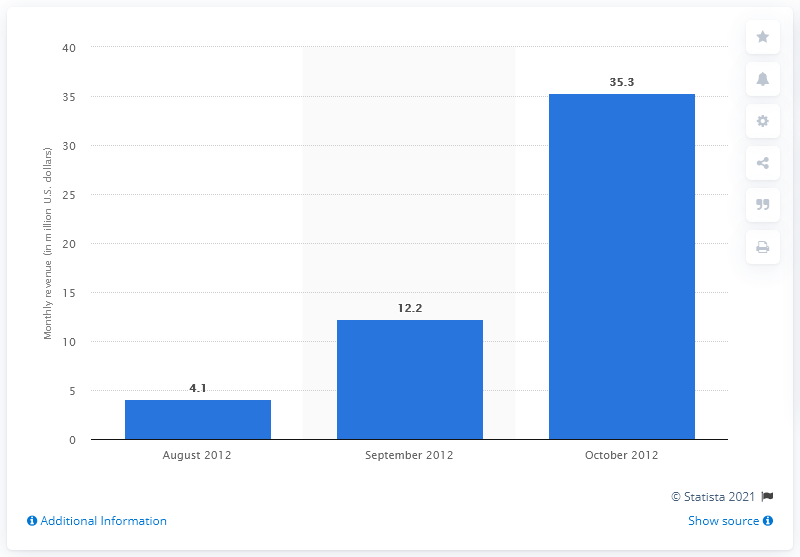 40
35.3
35
30
25
20
15
12.2
10
5
4.1
0
Monthly revenue (in million U.S. dollars)
August 2012
September 2012
October 2012
© Statista 2021
Additional Information
Show source